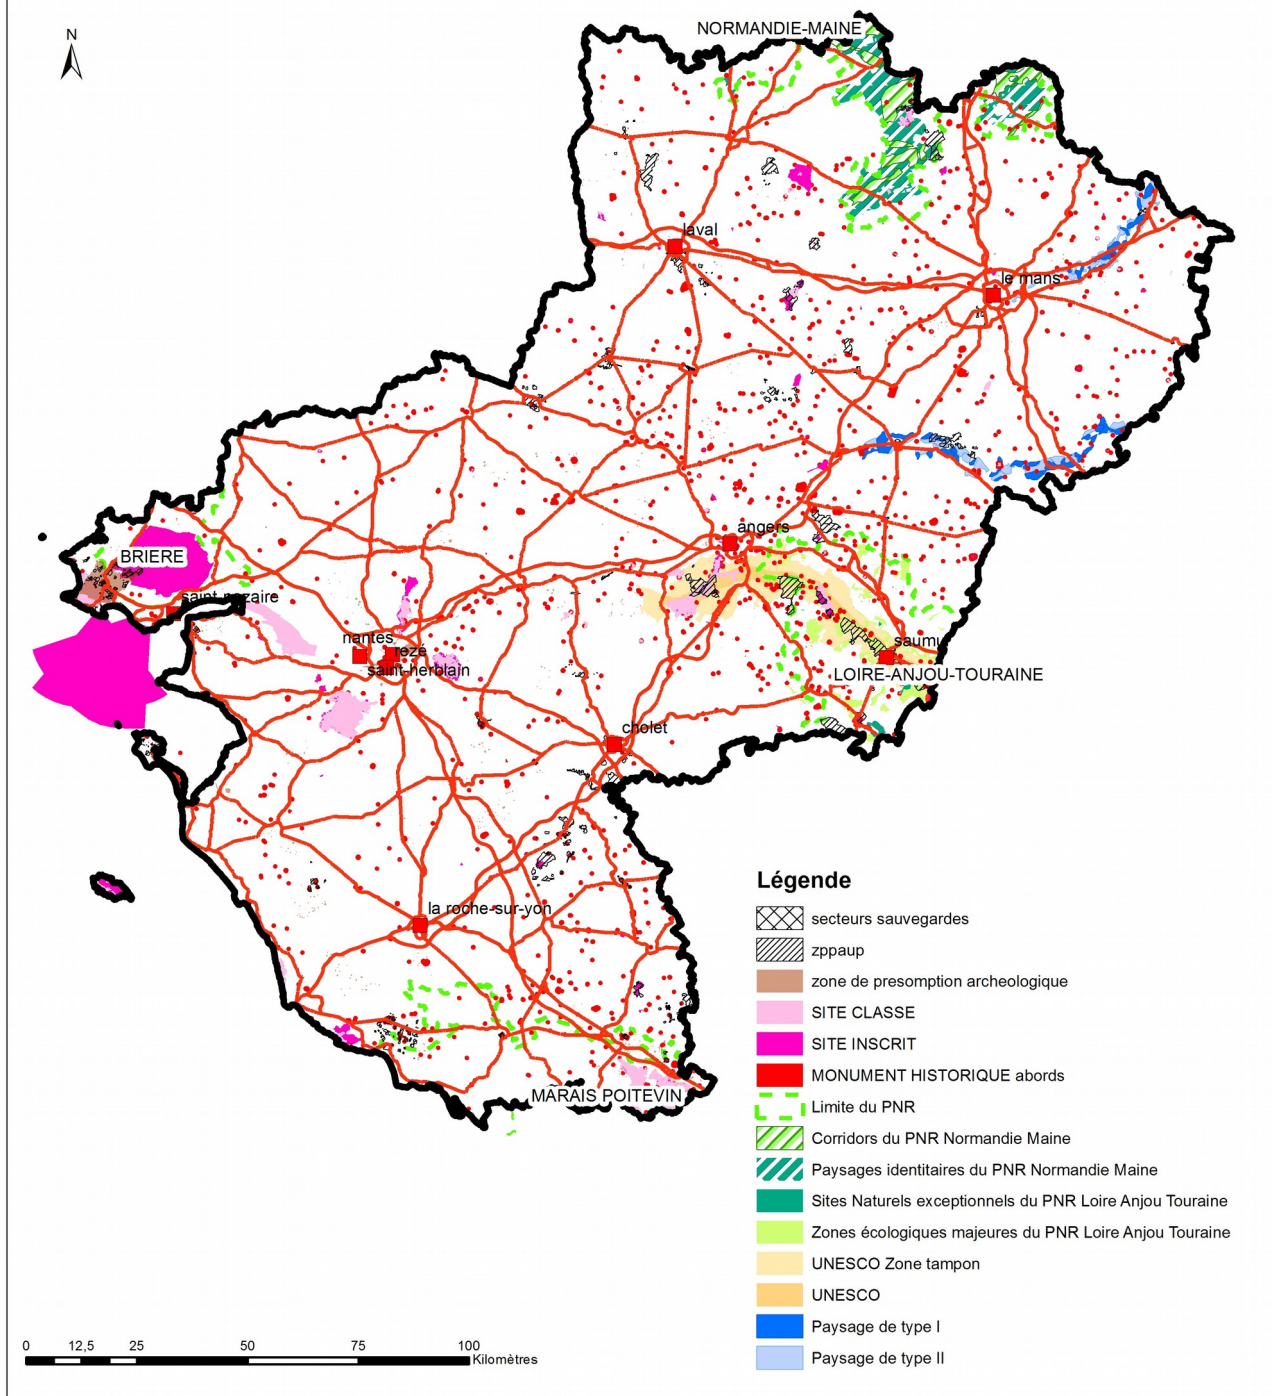 NORMANDIE-MAINE
N
laval
le mans
angers
BRIERE
saint-nazaire
nantes
rezé
saint-herblain
saumu
LOIRE-ANJOU-TOURAINE
cholet
la roche-sur-yon
MARAIS POITEVIN
Légende
secteurs sauvegardes
zppaup
zone de presomption archeologique
SITE CLASSE
SITE INSCRIT
MONUMENT HISTORIQUE abords
Limite du PNR
Corridors du PNR Normandie Maine
Paysages identitaires du PNR Normandie Maine
Sites Naturels exceptionnels du PNR Loire Anjou Touraine
Zones écologiques majeures du PNR Loire Anjou Touraine
UNESCO Zone tampon
UNESCO
Paysage de type I
Paysage de type II
0 12,5 25 50 75 100
Kilomètres